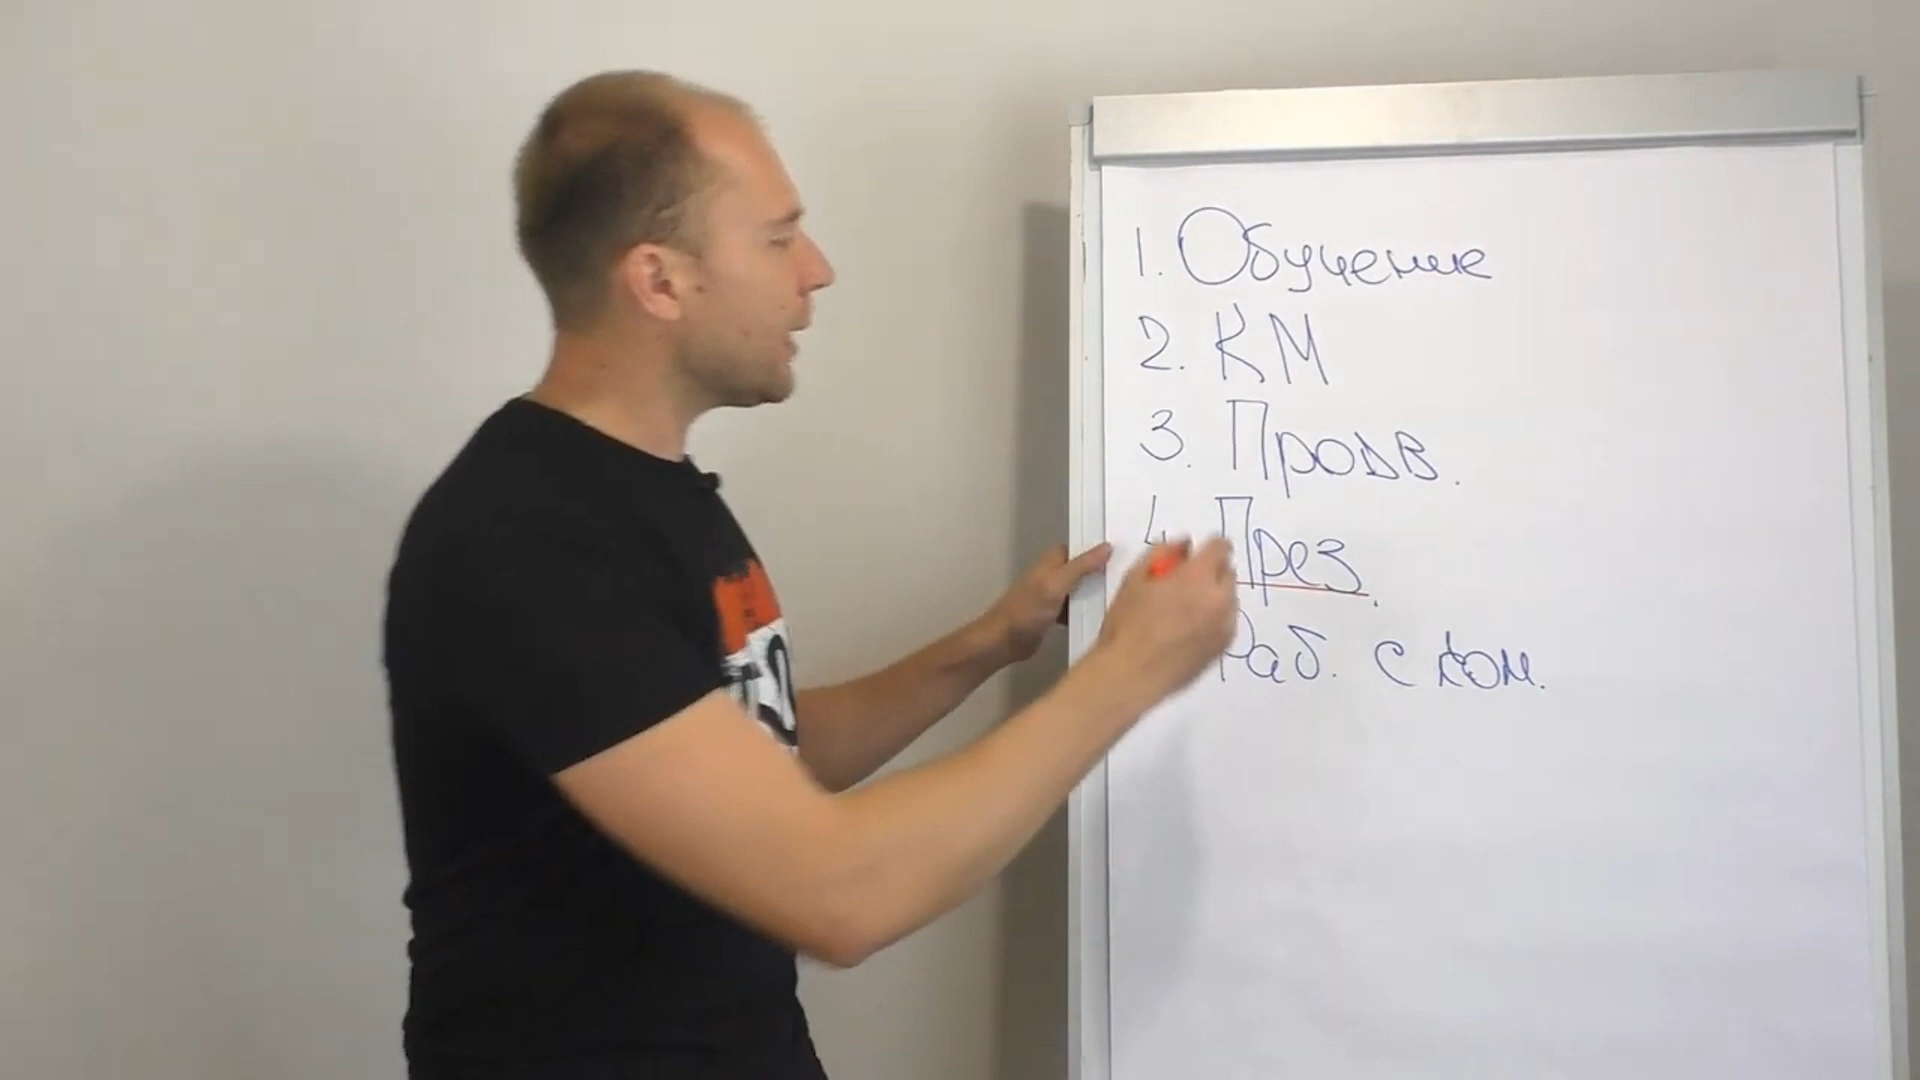 1. Обучение
2. КМ
3. Продв.
4. През.
Раб. с ком.